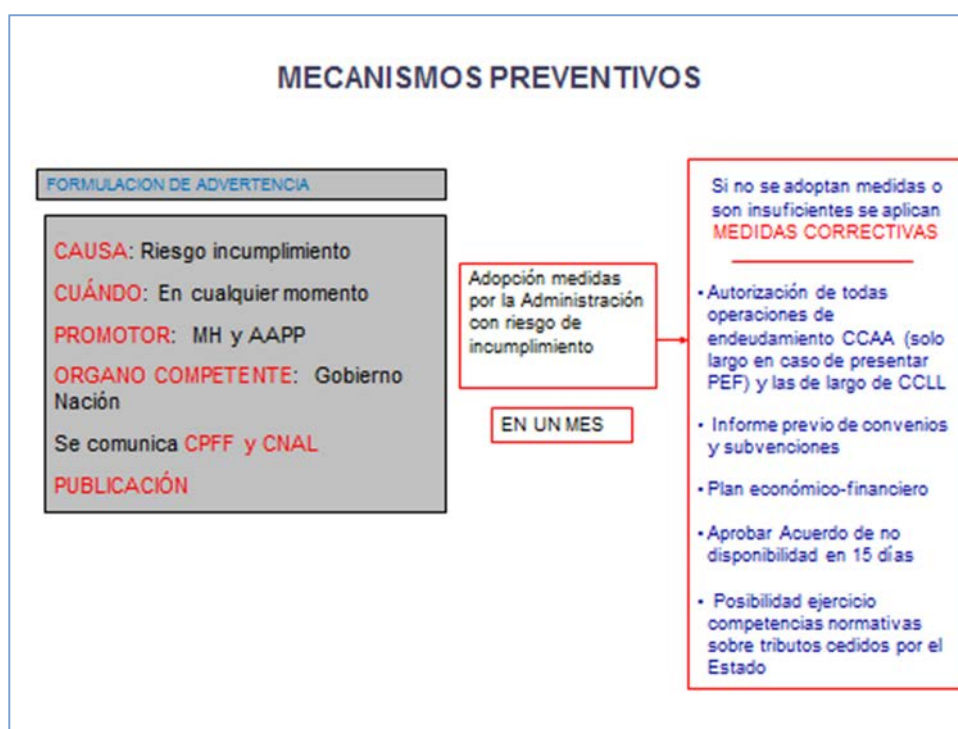 MECANISMOS PREVENTIVOS
FORMULACION DE ADVERTENCIA
CAUSA: Riesgo incumplimiento
CUÁNDO: En cualquier momento
PROMOTOR: MH y AAPP
ORGANO COMPETENTE: Gobierno
Nación
Se comunica CPFF y CNAL
PUBLICACIÓN
Adopción medidas
por la Administración
con riesgo de
incumplimiento
EN UN MES
Si no se adoptan medidas o
son insuficientes se aplican
MEDIDAS CORRECTIVAS
• Autorización de todas
operaciones de
endeudamiento CCAA (solo
largo en caso de presentar
PEF) y las de largo de CCLL
• Informe previo de convenios
y subvenciones
• Plan económico-financiero
• Aprobar Acuerdo de no
disponibilidad en 15 días
• Posibilidad ejercicio
competencias normativas
sobre tributos cedidos por el
Estado